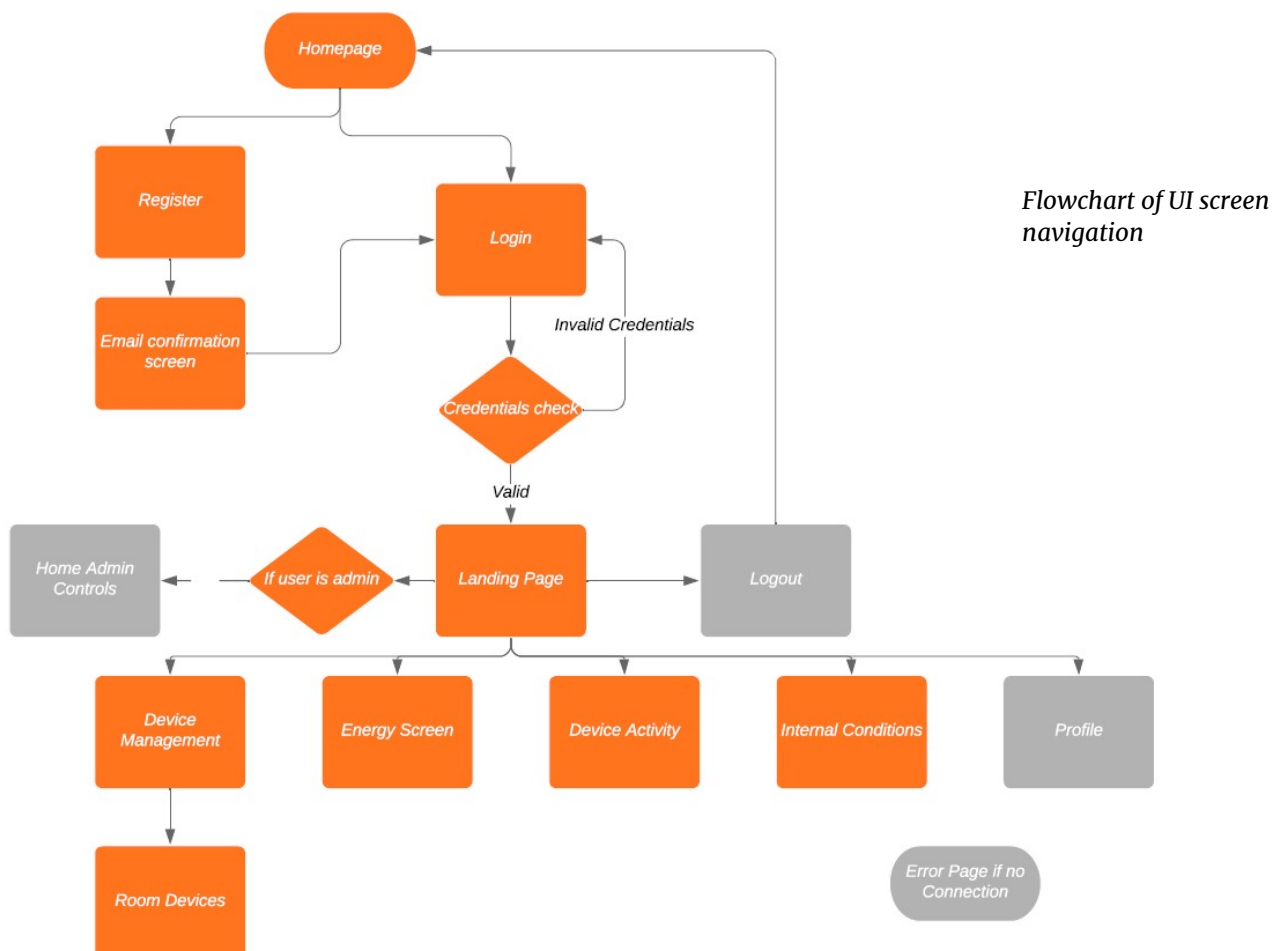 Homepage
Register
Flowchart of UI screen
navigation
Login
Invalid Credentials
Email confirmation
screen
Credentials check
Valid
Home Admin
Controls
If user is admin
Landing Page
Logout
Device
Management
Energy Screen
Device Activity
Internal Conditions
Profile
Room Devices
Error Page if no
Connection